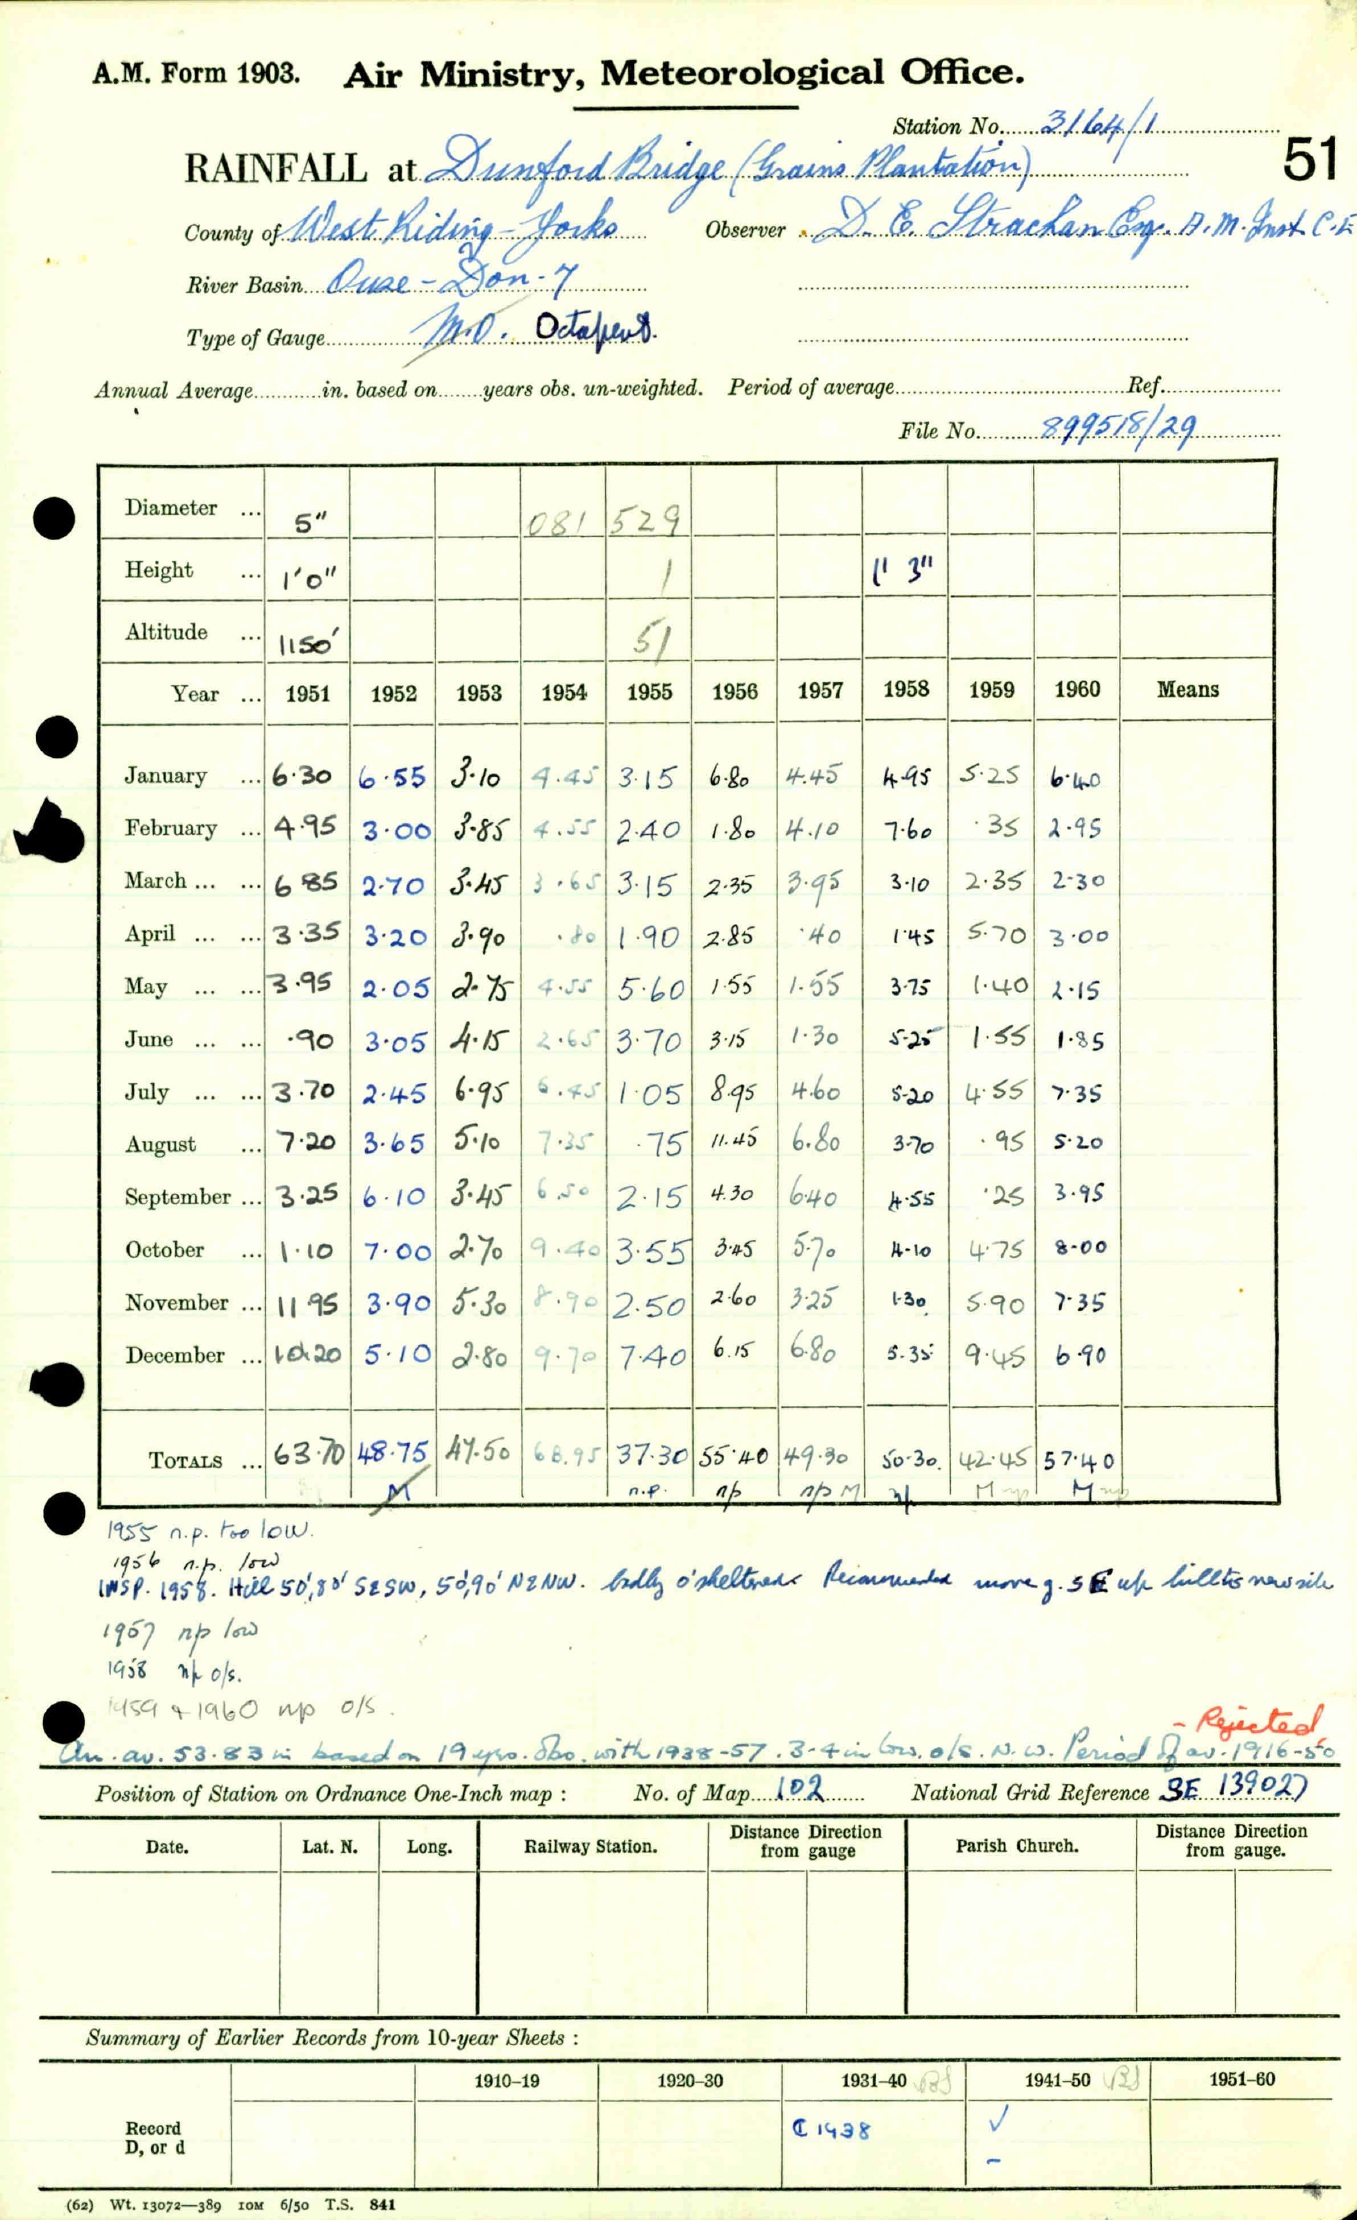 A.M. Form 1903. Air Ministry, Meteorological Office.
Station No. 3164/1
51
RAINFALL at Dunford Bridge (Grains Plantation)
County of West Riding - Yorks Observer D. E. Strachan Esq. A.M. Inst C.E
River Basin Ouse - Don - 7
Type of Gauge M.O. Octapent.
Annual Average in. based on years obs. un-weighted. Period of average Ref.
File No. 899518/29
Diameter ... 5" 081 529
Height ... 1'0" 1 1' 3"
Altitude ... 1150' 51
Year ... 1951 1952 1953 1954 1955 1956 1957 1958 1959 1960 Means
January ... 6.30 6.55 3.10 4.45 3.15 6.80 4.45 4.95 5.25 6.40
February ... 4.95 3.00 3.85 4.55 2.40 1.80 4.10 7.60 .35 2.95
March ... ... 6 85 2.70 3.45 3.65 3.15 2.35 3.95 3.10 2.35 2.30
April ... ... 3.35 3.20 3.90 .80 1.90 2.85 .40 1.45 5.70 3.00
May ... ... 3.95 2.05 2.75 4.55 5.60 1.55 1.55 3.75 1.40 2.15
June ... ... .90 3.05 4.15 2.65 3.70 3.15 1.30 5.25 1.55 1.85
July ... ... 3.70 2.45 6.95 6.45 1.05 8.95 4.60 5.20 4.55 7.35
August ... 7.20 3.65 5.10 7.35 .75 11.45 6.80 3.70 .95 5.20
September ... 3.25 6.10 3.45 6.50 2.15 4.30 6.40 4.55 .25 3.95
October ... 1.10 7.00 2.70 9.40 3.55 3.45 5.70 4.10 4.75 8.00
November ... 11 95 3.90 5.30 8.90 2.50 2.60 3.25 1.30 5.90 7.35
December ... 10.20 5.10 2.80 9.70 7.40 6.15 6.80 5.35 9.45 6.90
TOTALS ... 63.70 48.75 47.50 68.95 37.30 55.40 49.30 50.30 42.45 57.40
M n.p. np np M np M np M np
1955 n.p. too low.
1956 n.p. low
INSP. 1958. Hill 50', 80' S & SW, 50', 90' N & NW. badly o'sheltered Recommended move g. SE up hill to new site
1957 np low
1958 np o/s.
1959 & 1960 np o/s.
- Rejected
An. av. 53.83 in based on 19 yrs. obs. with 1938-57. 3-4 in low. o/s. N.W. Period of av. 1916-50
Position of Station on Ordnance One-Inch map : No. of Map 102 National Grid Reference SE 139027
Date. Lat. N. Long. Railway Station. Distance Direction from gauge Parish Church. Distance Direction from gauge.
Summary of Earlier Records from 10-year Sheets :
1910–19 1920–30 1931–40 1941–50 1951–60
Record C 1938 ✓
D, or d -
(62) Wt. 13072—389 10M 6/50 T.S. 841